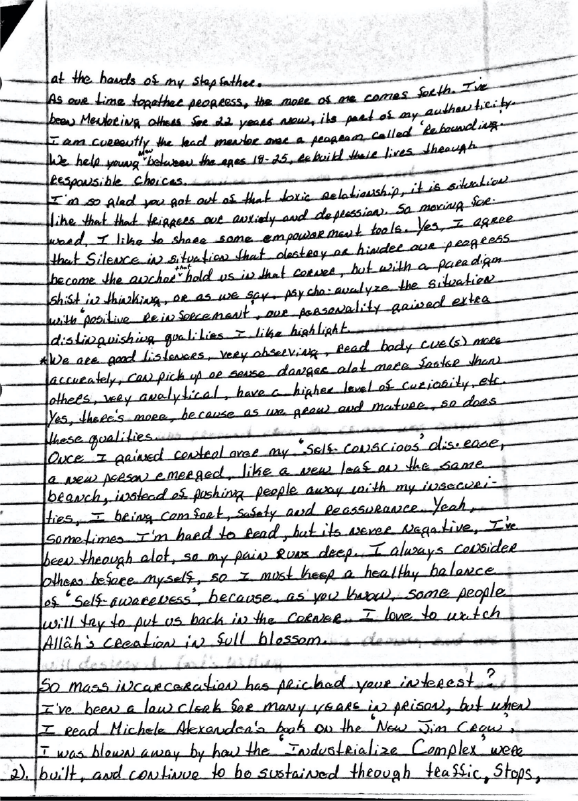 at the hands of my stepfather.
As our time together progress, the more of me comes forth. I've
been Mentoring others for 22 years now, its part of my authenticity.
I am currently the lead mentor over a program called "Rebounding.
We help young men between the ages 18-25, rebuild their lives through
Responsible Choices.
I'm so glad you got out of that toxic Relationship, it is situation
like that that triggers our anxiety and depression. So moving for-
ward, I like to share some empowerment tools. Yes, I agree
that Silence in situation that destroy or hinder our progress
become the anchor that hold us in that corner, but with a paradigm
shift in thinking, or as we say, psycho-analyze the situation
with "positive Reinforcement", our personality gained extra
distinguishing qualities I like highlight.
*We are good listeners, very observing, read body cue(s) more
accurately, can pick up or sense danger alot more faster than
others, very analytical, have a higher level of curiosity, etc.
Yes, there's more, because as we grow and mature, so does
these qualities.
Once I gained control over my "Self-conscious" dis-ease,
a new person emerged, like a new leaf on the same
branch, instead of pushing people away with my insecuri-
ties, I bring comfort, safety and Reassurance. Yeah,
sometimes I'm hard to read, but its never negative, I've
been through alot, so my pain runs deep. I always consider
others before myself, so I must keep a healthy balance
of "Self-awareness", because, as you know, some people
will try to put us back in the corner. I love to watch
Allâh's creation in full blossom.
So mass incarceration has pricked your interest?
I've been a law clerk for many years in prison, but when
I read Michele Alexander's book on the "New Jim Crow",
I was blown away by how the "Industrialize Complex" were
2). built, and continue to be sustained through traffic, Stops,